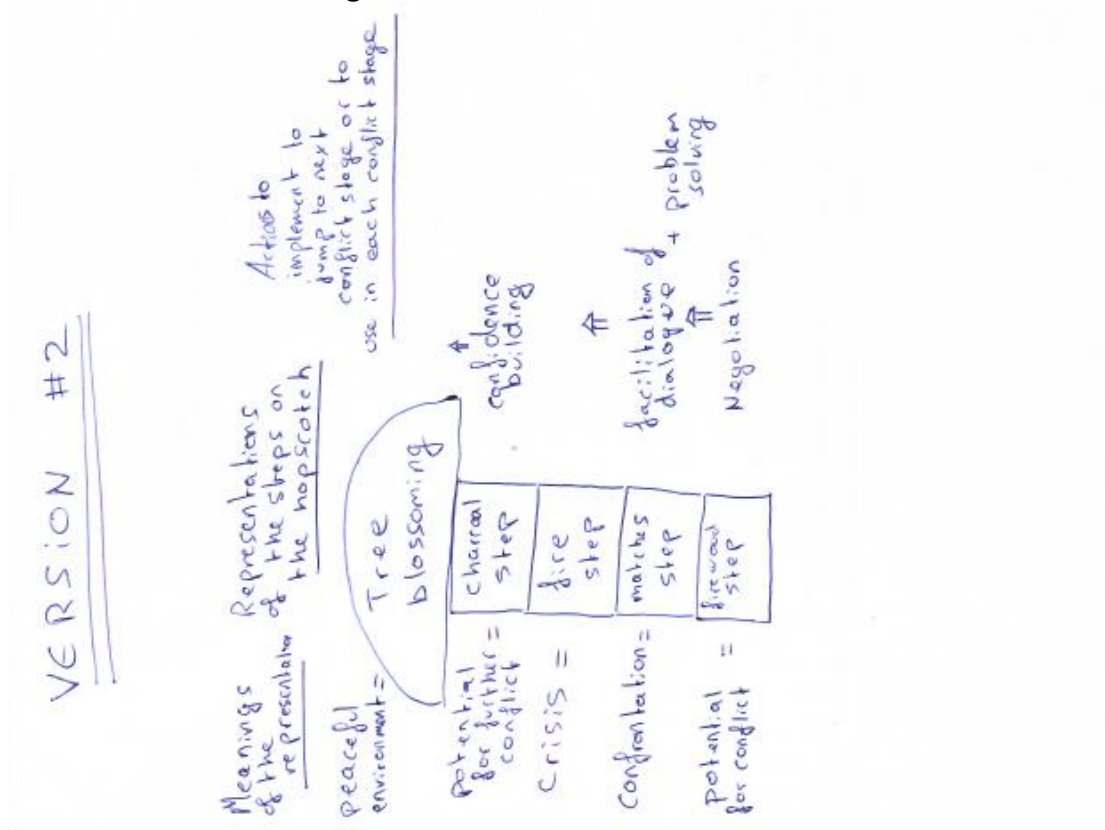 VERSION #2
Meanings
of the
representation
Representations
of the steps on
the hopscotch
Actions to
implement to
jump to next
conflict stage or to
use in each conflict stage
peaceful
environment =
Tree
blossoming
potential
for further =
conflict
charcoal
step
confidence
building
Crisis =
fire
step
Confrontation =
matches
step
facilitation of
dialogue + problem
solving
potential =
for conflict
firewood
step
Negotiation